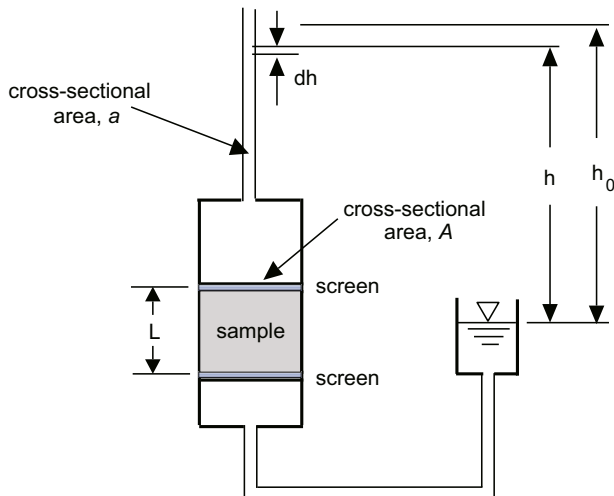 dh
cross-sectional
area, a
h
h0
cross-sectional
area, A
screen
L
sample
screen